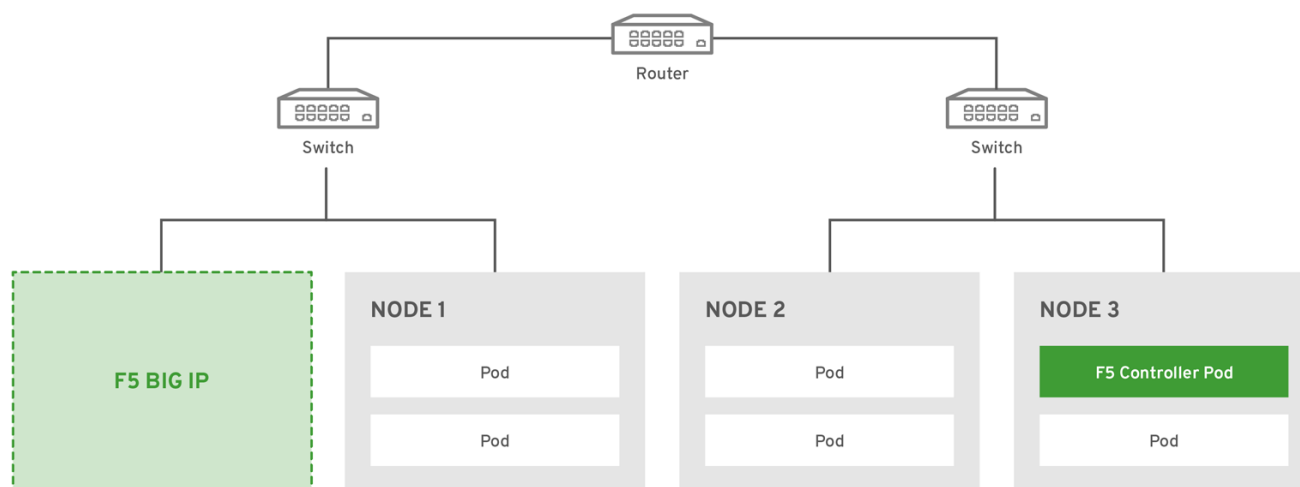 Router
Switch
Switch
F5 BIG IP
NODE 1
Pod
Pod
NODE 2
Pod
Pod
NODE 3
F5 Controller Pod
Pod